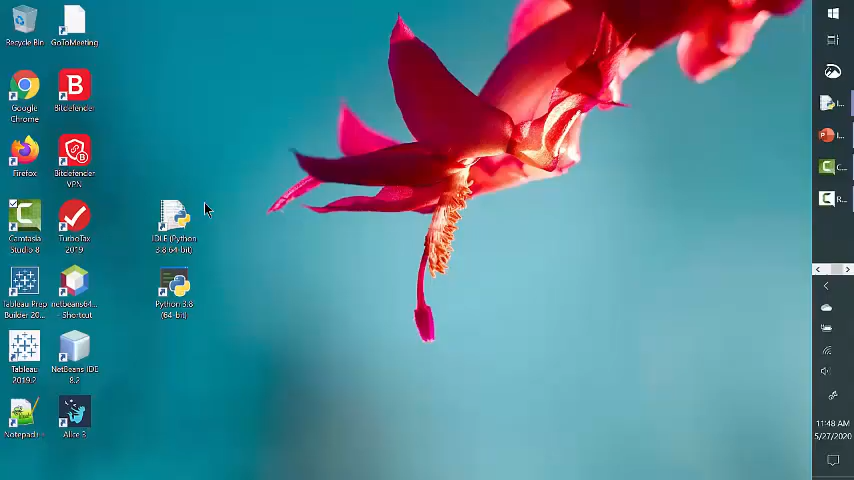 Recycle Bin
GoToMeeting
Google
Chrome
Bitdefender
Firefox
Bitdefender
VPN
Camtasia
Studio 8
TurboTax
2019
IDLE (Python
3.8 64-bit)
Tableau Prep
Builder 20...
netbeans64...
- Shortcut
Python 3.8
(64-bit)
Tableau
2019.2
NetBeans IDE
8.2
Notepad++
Alice 3
I...
I...
C...
R...
11:48 AM
5/27/2020